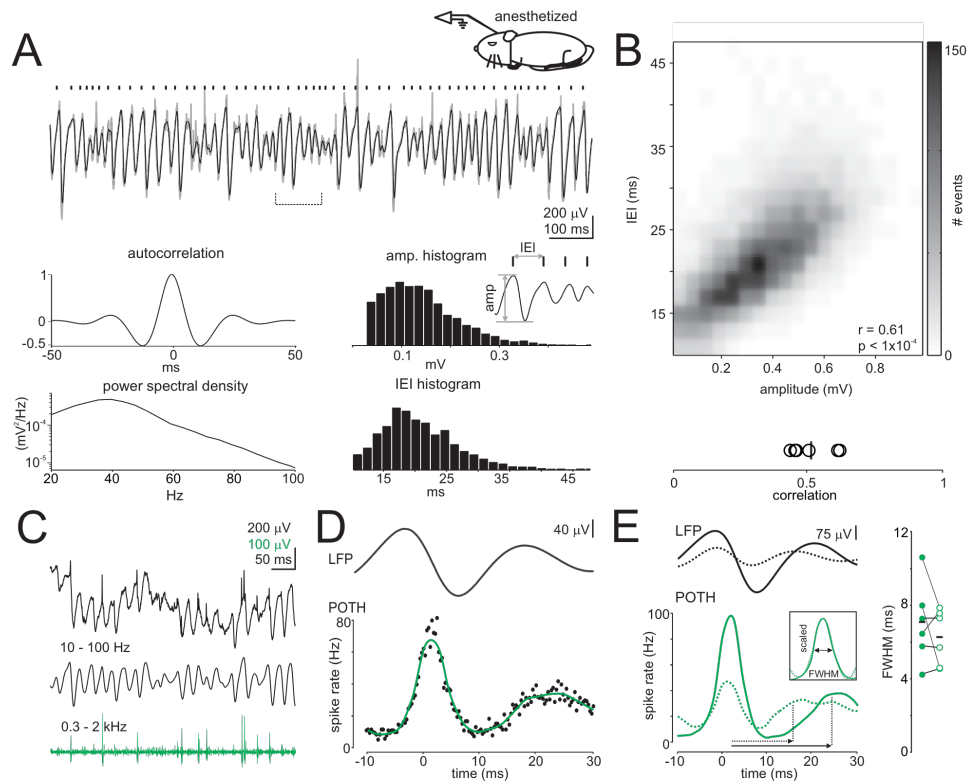 anesthetized
A
200 µV
100 ms
autocorrelation
1
0
-0.5
-50
0
50
ms
amp. histogram
IEI
amp
0.1
0.3
mV
power spectral density
(mV²/Hz)
10⁻⁴
10⁻⁵
20
40
60
80
100
Hz
IEI histogram
15
25
35
45
ms
B
45
35
25
15
IEI (ms)
r = 0.61
p < 1x10⁻⁴
0.2
0.4
0.6
0.8
amplitude (mV)
150
0
# events
0
0.5
1
correlation
C
200 µV
100 µV
50 ms
10 - 100 Hz
0.3 - 2 kHz
D
40 µV
LFP
POTH
80
0
spike rate (Hz)
-10
0
10
20
30
time (ms)
E
75 µV
LFP
POTH
100
0
spike rate (Hz)
scaled
FWHM
-10
0
10
20
30
time (ms)
12
8
4
0
FWHM (ms)